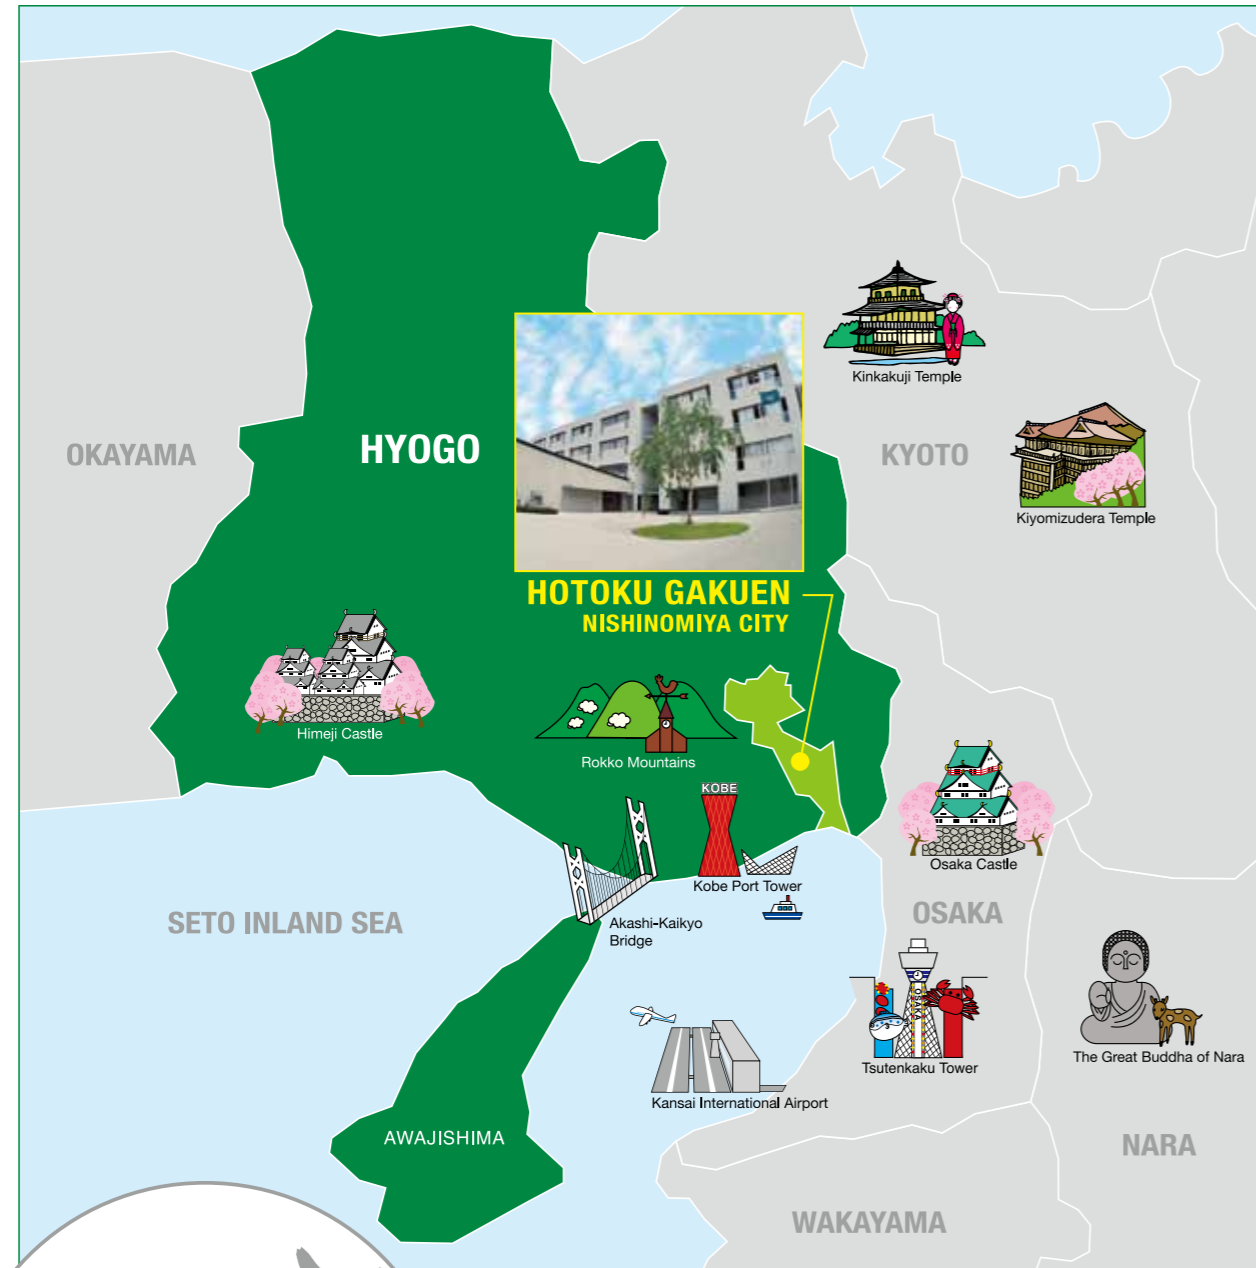 Kinkakuji Temple
OKAYAMA
HYOGO
KYOTO
Kiyomizudera Temple
HOTOKU GAKUEN
NISHINOMIYA CITY
Himeji Castle
Rokko Mountains
KOBE
Kobe Port Tower
Osaka Castle
SETO INLAND SEA
Akashi-Kaikyo
Bridge
OSAKA
OSAKA
Tsutenkaku Tower
The Great Buddha of Nara
Kansai International Airport
AWAJISHIMA
NARA
WAKAYAMA